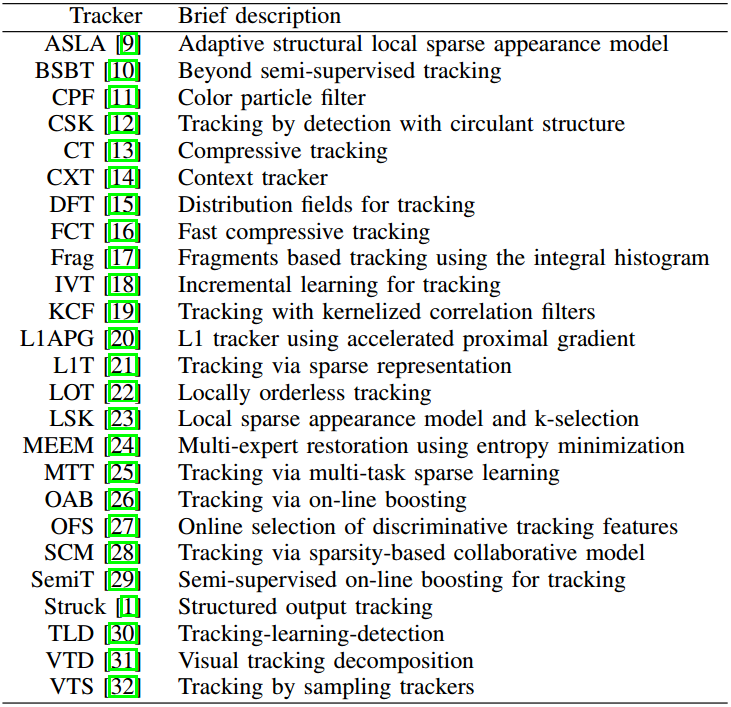 Tracker Brief description
ASLA [9] Adaptive structural local sparse appearance model
BSBT [10] Beyond semi-supervised tracking
CPF [11] Color particle filter
CSK [12] Tracking by detection with circulant structure
CT [13] Compressive tracking
CXT [14] Context tracker
DFT [15] Distribution fields for tracking
FCT [16] Fast compressive tracking
Frag [17] Fragments based tracking using the integral histogram
IVT [18] Incremental learning for tracking
KCF [19] Tracking with kernelized correlation filters
L1APG [20] L1 tracker using accelerated proximal gradient
L1T [21] Tracking via sparse representation
LOT [22] Locally orderless tracking
LSK [23] Local sparse appearance model and k-selection
MEEM [24] Multi-expert restoration using entropy minimization
MTT [25] Tracking via multi-task sparse learning
OAB [26] Tracking via on-line boosting
OFS [27] Online selection of discriminative tracking features
SCM [28] Tracking via sparsity-based collaborative model
SemiT [29] Semi-supervised on-line boosting for tracking
Struck [1] Structured output tracking
TLD [30] Tracking-learning-detection
VTD [31] Visual tracking decomposition
VTS [32] Tracking by sampling trackers